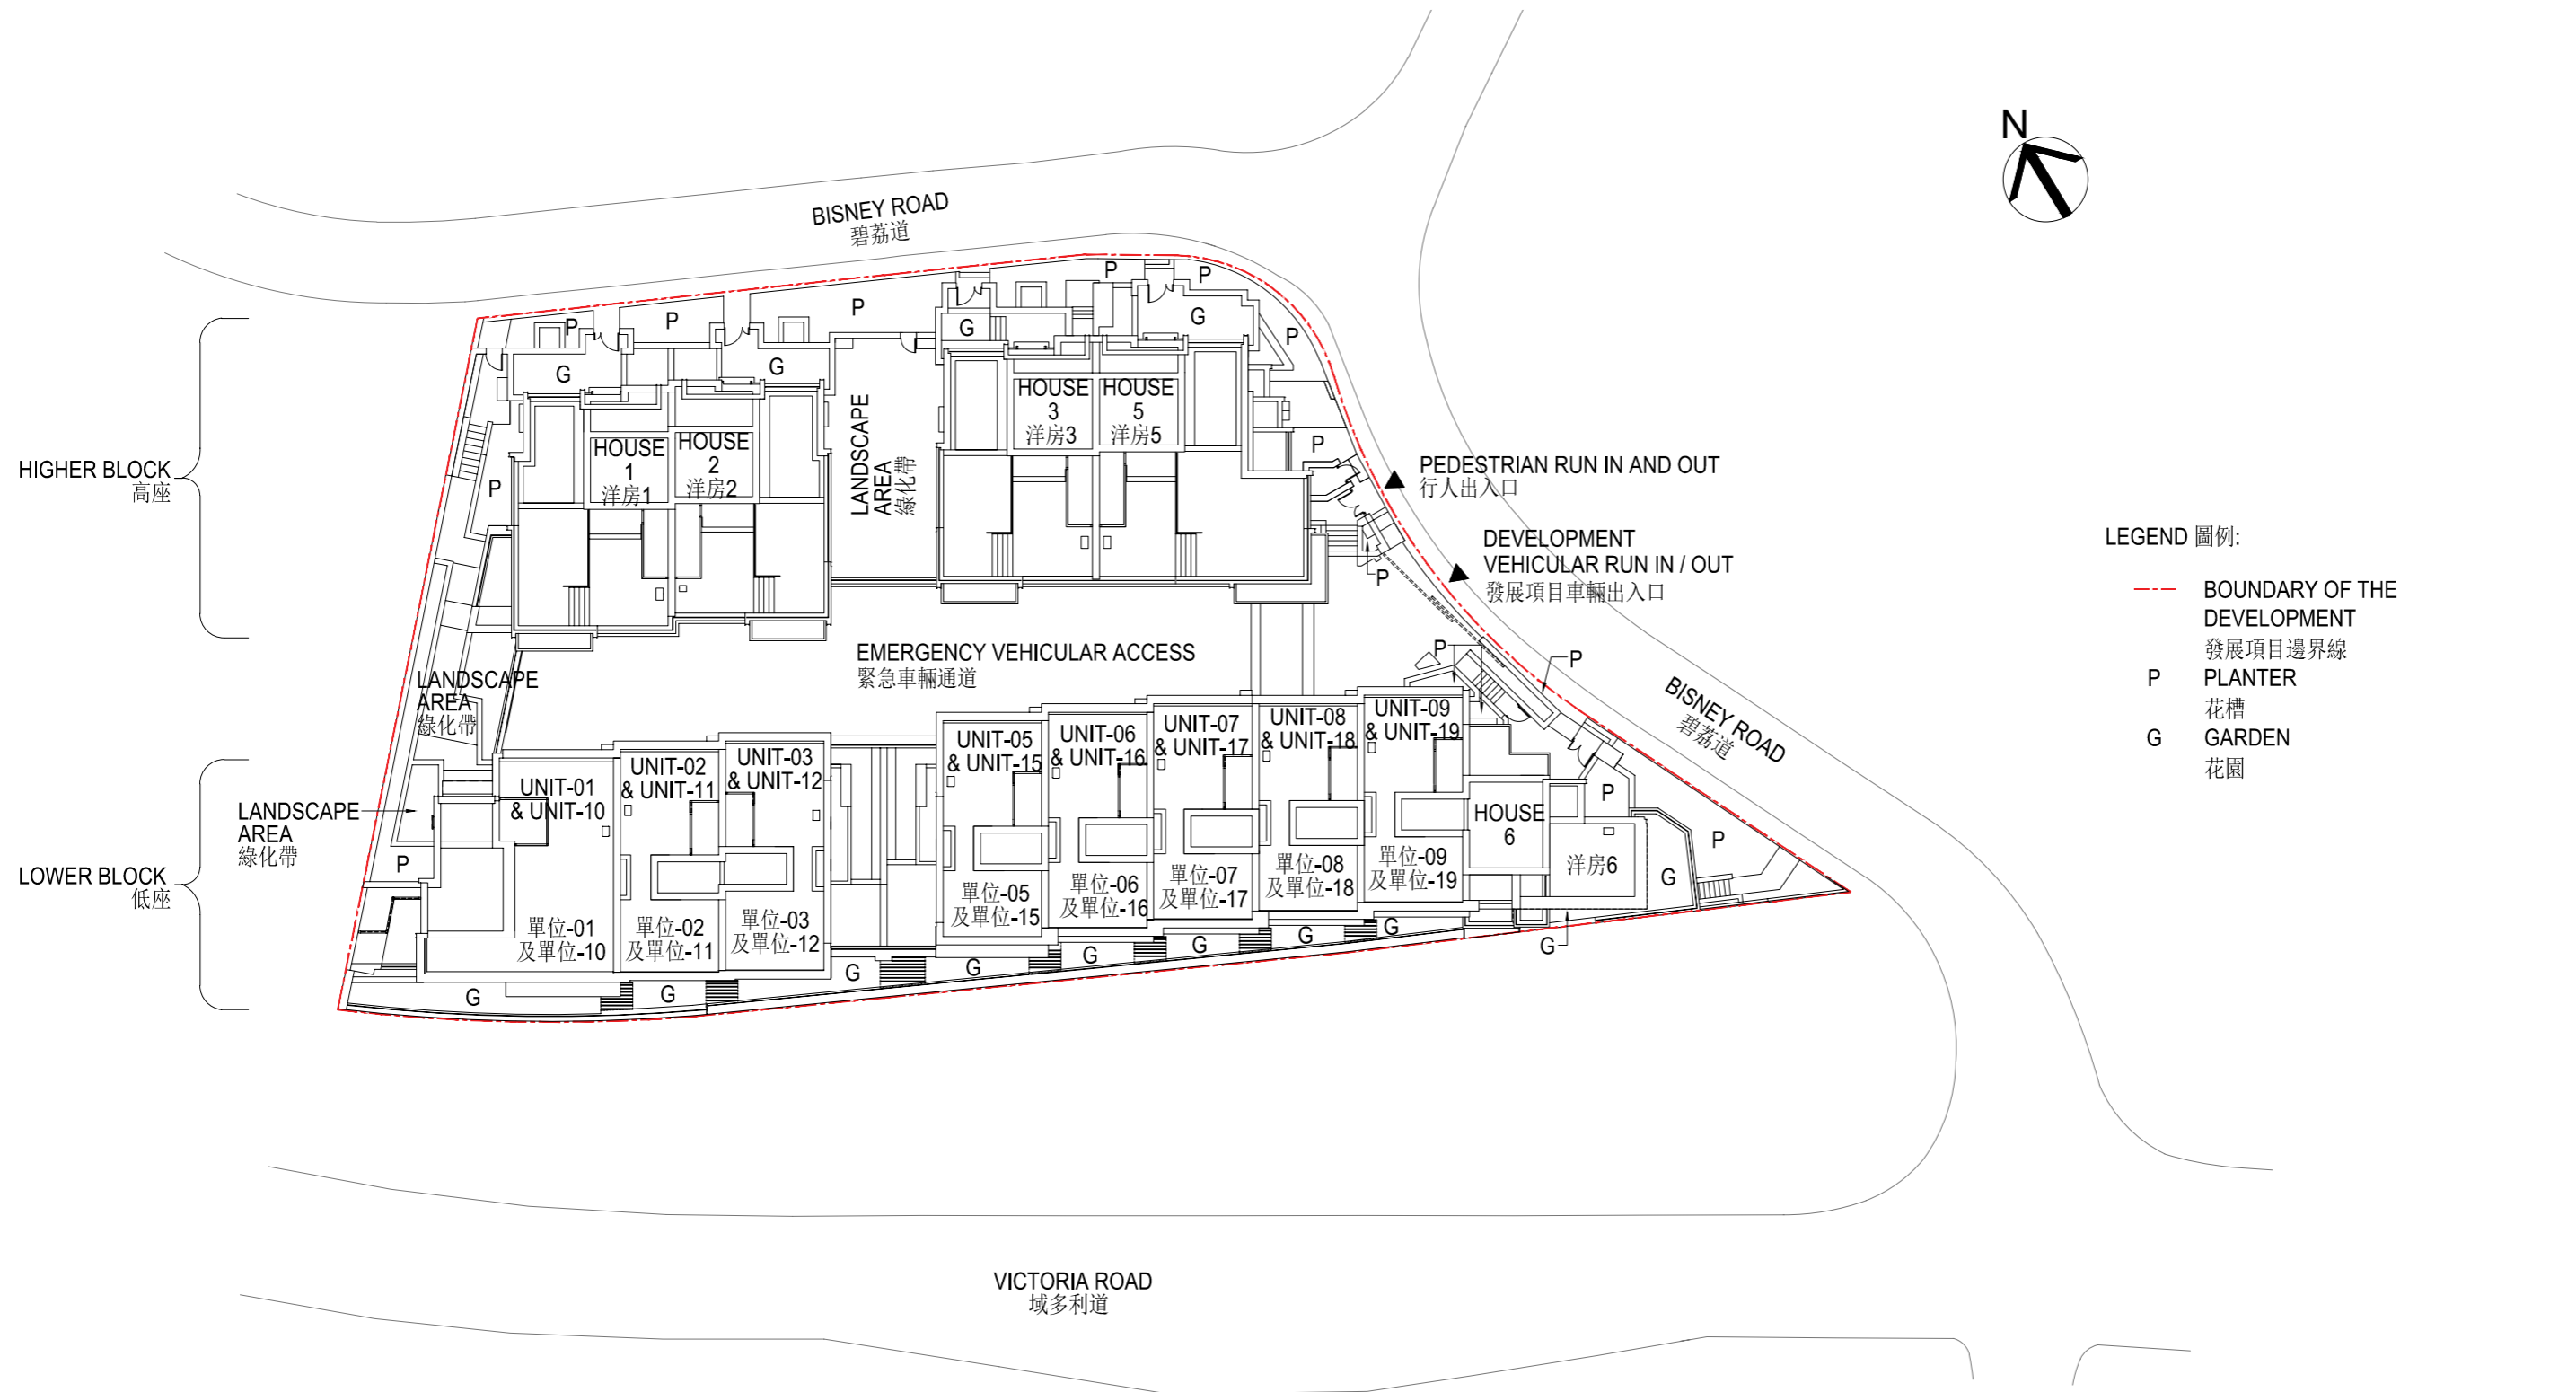 N
BISNEY ROAD
碧荔道
P
P
P
P
P
P
P
G
G
G
G
HOUSE
1
洋房1
HOUSE
2
洋房2
LANDSCAPE
AREA
綠化帶
HOUSE
3
洋房3
HOUSE
5
洋房5
P
P
P
HIGHER BLOCK
高座
PEDESTRIAN RUN IN AND OUT
行人出入口
DEVELOPMENT
VEHICULAR RUN IN / OUT
發展項目車輛出入口
LEGEND 圖例:
BOUNDARY OF THE
DEVELOPMENT
發展項目邊界線
P PLANTER
花槽
G GARDEN
花園
EMERGENCY VEHICULAR ACCESS
緊急車輛通道
LANDSCAPE
AREA
綠化帶
P
P
BISNEY ROAD
碧荔道
LANDSCAPE
AREA
綠化帶
LOWER BLOCK
低座
P
UNIT-01
& UNIT-10
單位-01
及單位-10
UNIT-02
& UNIT-11
單位-02
及單位-11
UNIT-03
& UNIT-12
單位-03
及單位-12
UNIT-05
& UNIT-15
單位-05
及單位-15
UNIT-06
& UNIT-16
單位-06
及單位-16
UNIT-07
& UNIT-17
單位-07
及單位-17
UNIT-08
& UNIT-18
單位-08
及單位-18
UNIT-09
& UNIT-19
單位-09
及單位-19
HOUSE
6
洋房6
P
P
G
G
G
G
G
G
G
G
G
G
VICTORIA ROAD
域多利道